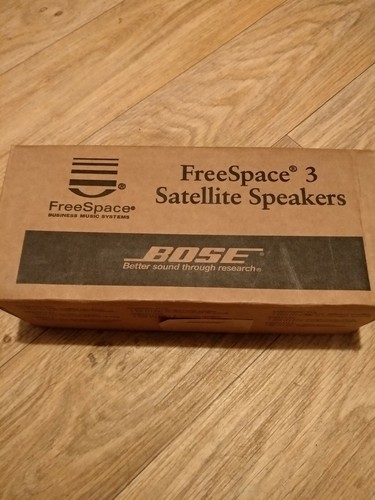 FreeSpace®
BUSINESS MUSIC SYSTEMS
FreeSpace® 3
Satellite Speakers
BOSE®
Better sound through research®